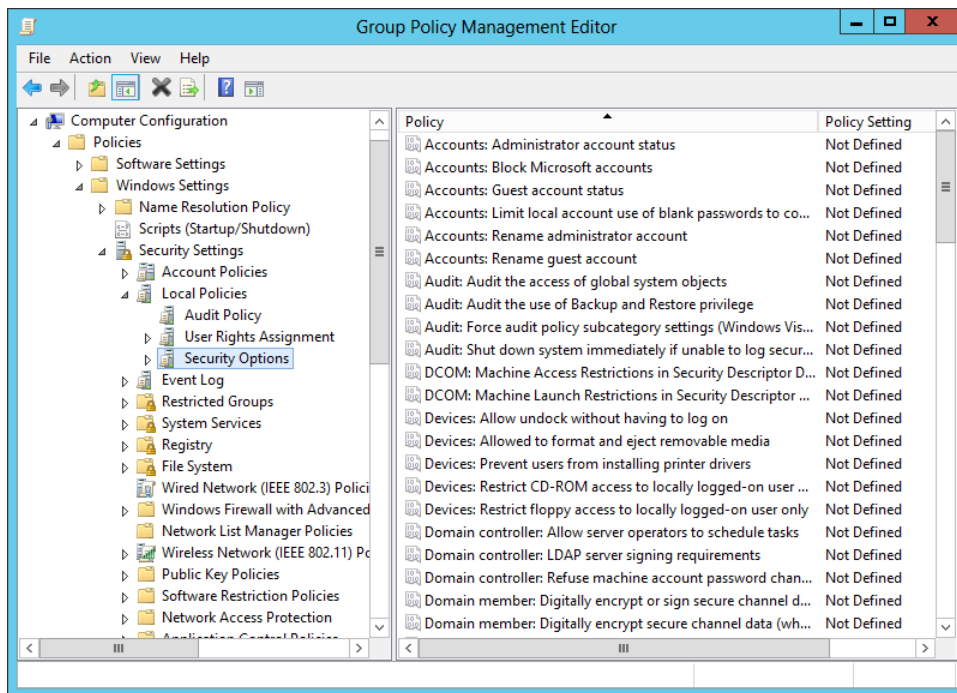 Group Policy Management Editor
File Action View Help
Computer Configuration
Policies
Software Settings
Windows Settings
Name Resolution Policy
Scripts (Startup/Shutdown)
Security Settings
Account Policies
Local Policies
Audit Policy
User Rights Assignment
Security Options
Event Log
Restricted Groups
System Services
Registry
File System
Wired Network (IEEE 802.3) Polici
Windows Firewall with Advanced
Network List Manager Policies
Wireless Network (IEEE 802.11) Po
Public Key Policies
Software Restriction Policies
Network Access Protection
Application Control Policies
Policy Policy Setting
Accounts: Administrator account status Not Defined
Accounts: Block Microsoft accounts Not Defined
Accounts: Guest account status Not Defined
Accounts: Limit local account use of blank passwords to co... Not Defined
Accounts: Rename administrator account Not Defined
Accounts: Rename guest account Not Defined
Audit: Audit the access of global system objects Not Defined
Audit: Audit the use of Backup and Restore privilege Not Defined
Audit: Force audit policy subcategory settings (Windows Vis... Not Defined
Audit: Shut down system immediately if unable to log secur... Not Defined
DCOM: Machine Access Restrictions in Security Descriptor D... Not Defined
DCOM: Machine Launch Restrictions in Security Descriptor ... Not Defined
Devices: Allow undock without having to log on Not Defined
Devices: Allowed to format and eject removable media Not Defined
Devices: Prevent users from installing printer drivers Not Defined
Devices: Restrict CD-ROM access to locally logged-on user ... Not Defined
Devices: Restrict floppy access to locally logged-on user only Not Defined
Domain controller: Allow server operators to schedule tasks Not Defined
Domain controller: LDAP server signing requirements Not Defined
Domain controller: Refuse machine account password chan... Not Defined
Domain member: Digitally encrypt or sign secure channel d... Not Defined
Domain member: Digitally encrypt secure channel data (wh... Not Defined